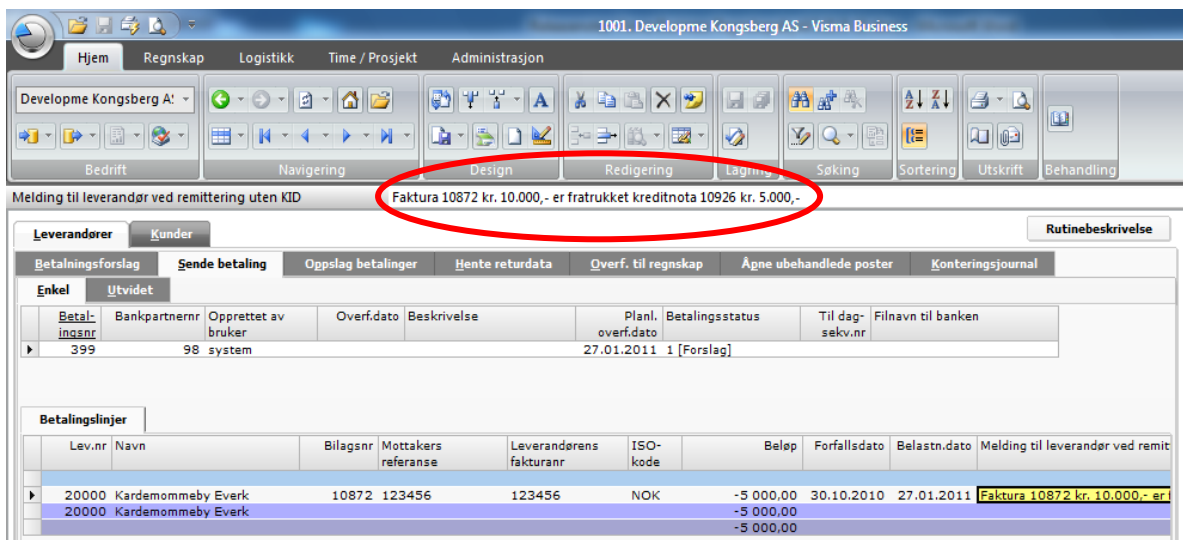 1001. Developme Kongsberg AS - Visma Business
Hjem Regnskap Logistikk Time / Prosjekt Administrasjon
Developme Kongsberg A:
Bedrift Navigering Design Redigering Lagring Søking Sortering Utskrift Behandling
Melding til leverandør ved remittering uten KID Faktura 10872 kr. 10.000,- er fratrukket kreditnota 10926 kr. 5.000,-
Leverandører Kunder Rutinebeskrivelse
Betalningsforslag Sende betaling Oppslag betalinger Hente returdata Overf. til regnskap Åpne ubehandlede poster Konteringsjournal
Enkel Utvidet
Betal- Bankpartnernr Opprettet av Overf.dato Beskrivelse Planl. Betalingsstatus Til dag- Filnavn til banken
ingsnr bruker overf.dato sekv.nr
399 98 system 27.01.2011 1 [Forslag]
Betalingslinjer
Lev.nr Navn Bilagsnr Mottakers Leverandørens ISO- Beløp Forfallsdato Belastn.dato Melding til leverandør ved remit
referanse fakturanr kode
20000 Kardemommeby Everk 10872 123456 123456 NOK -5 000,00 30.10.2010 27.01.2011 Faktura 10872 kr. 10.000,- er f
20000 Kardemommeby Everk -5 000,00
-5 000,00